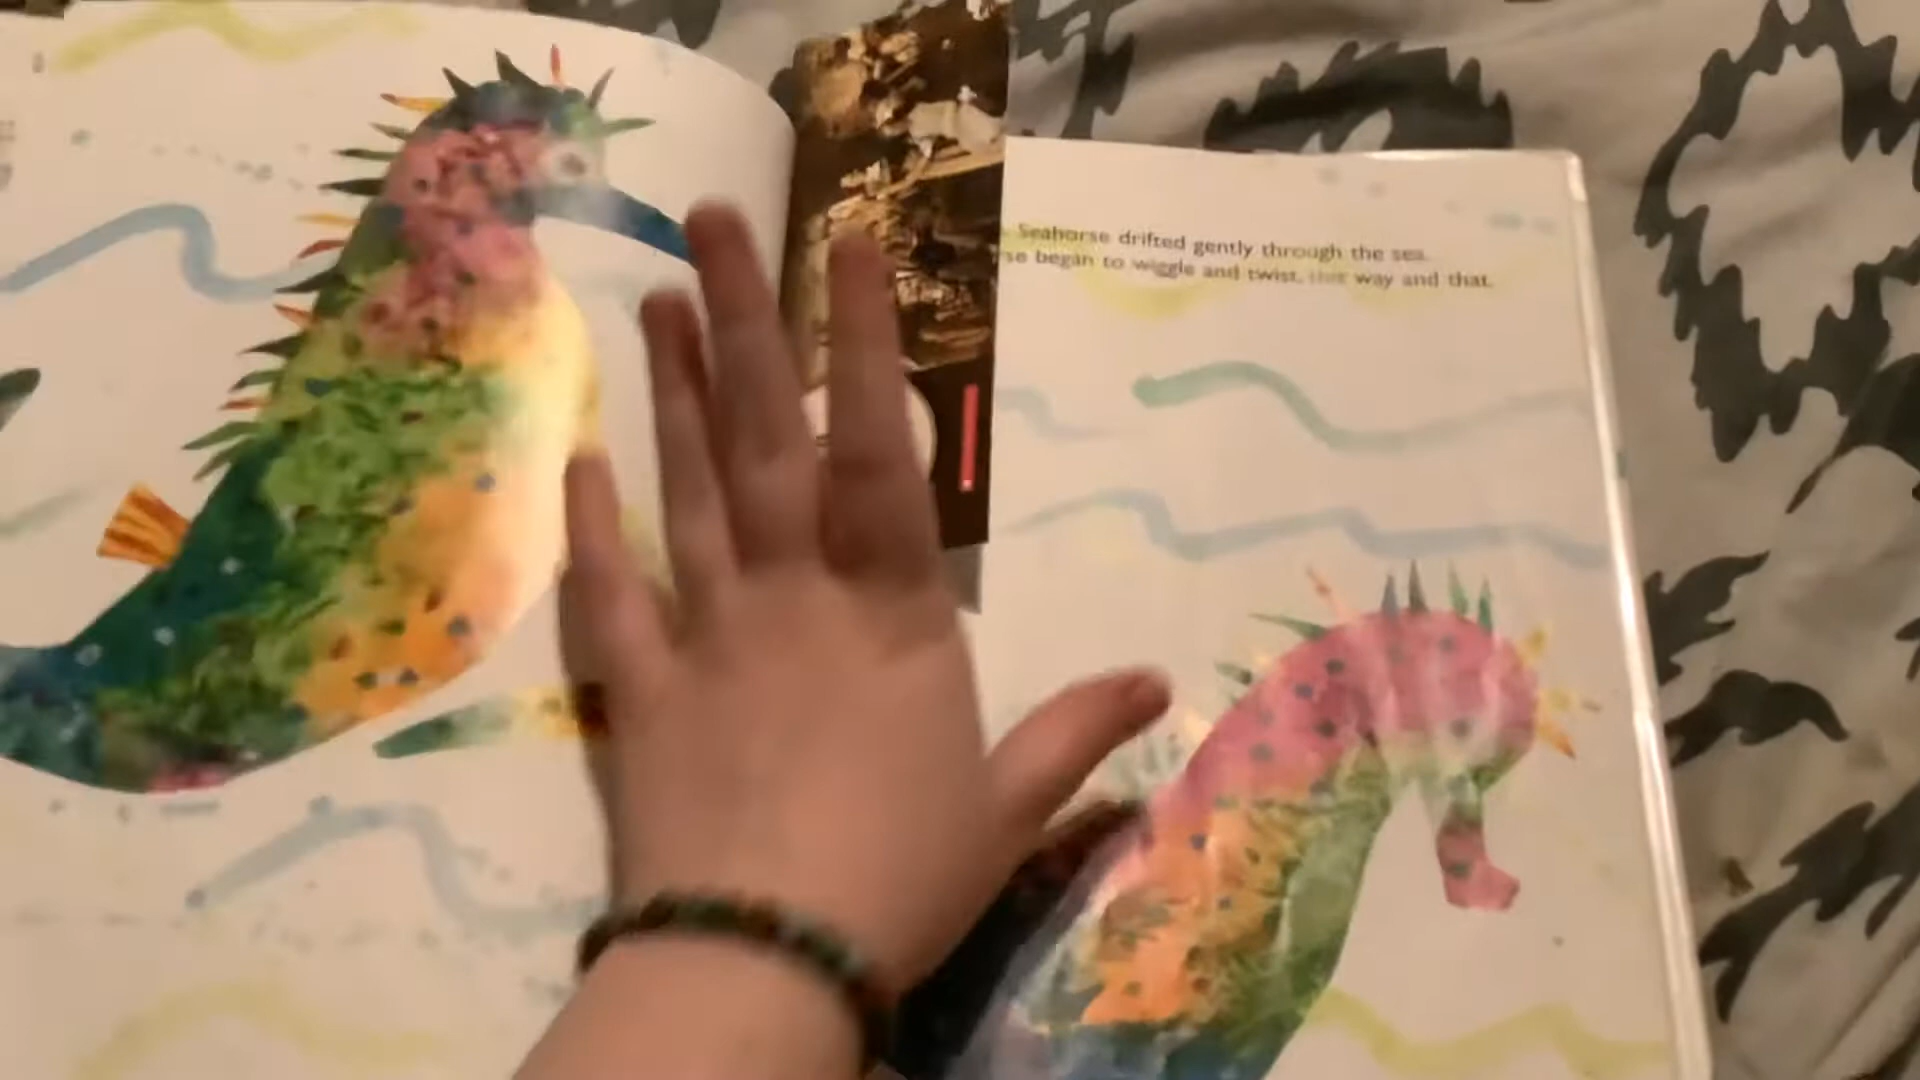 Seahorse drifted gently through the sea.
se began to wiggle and twist, this way and that.